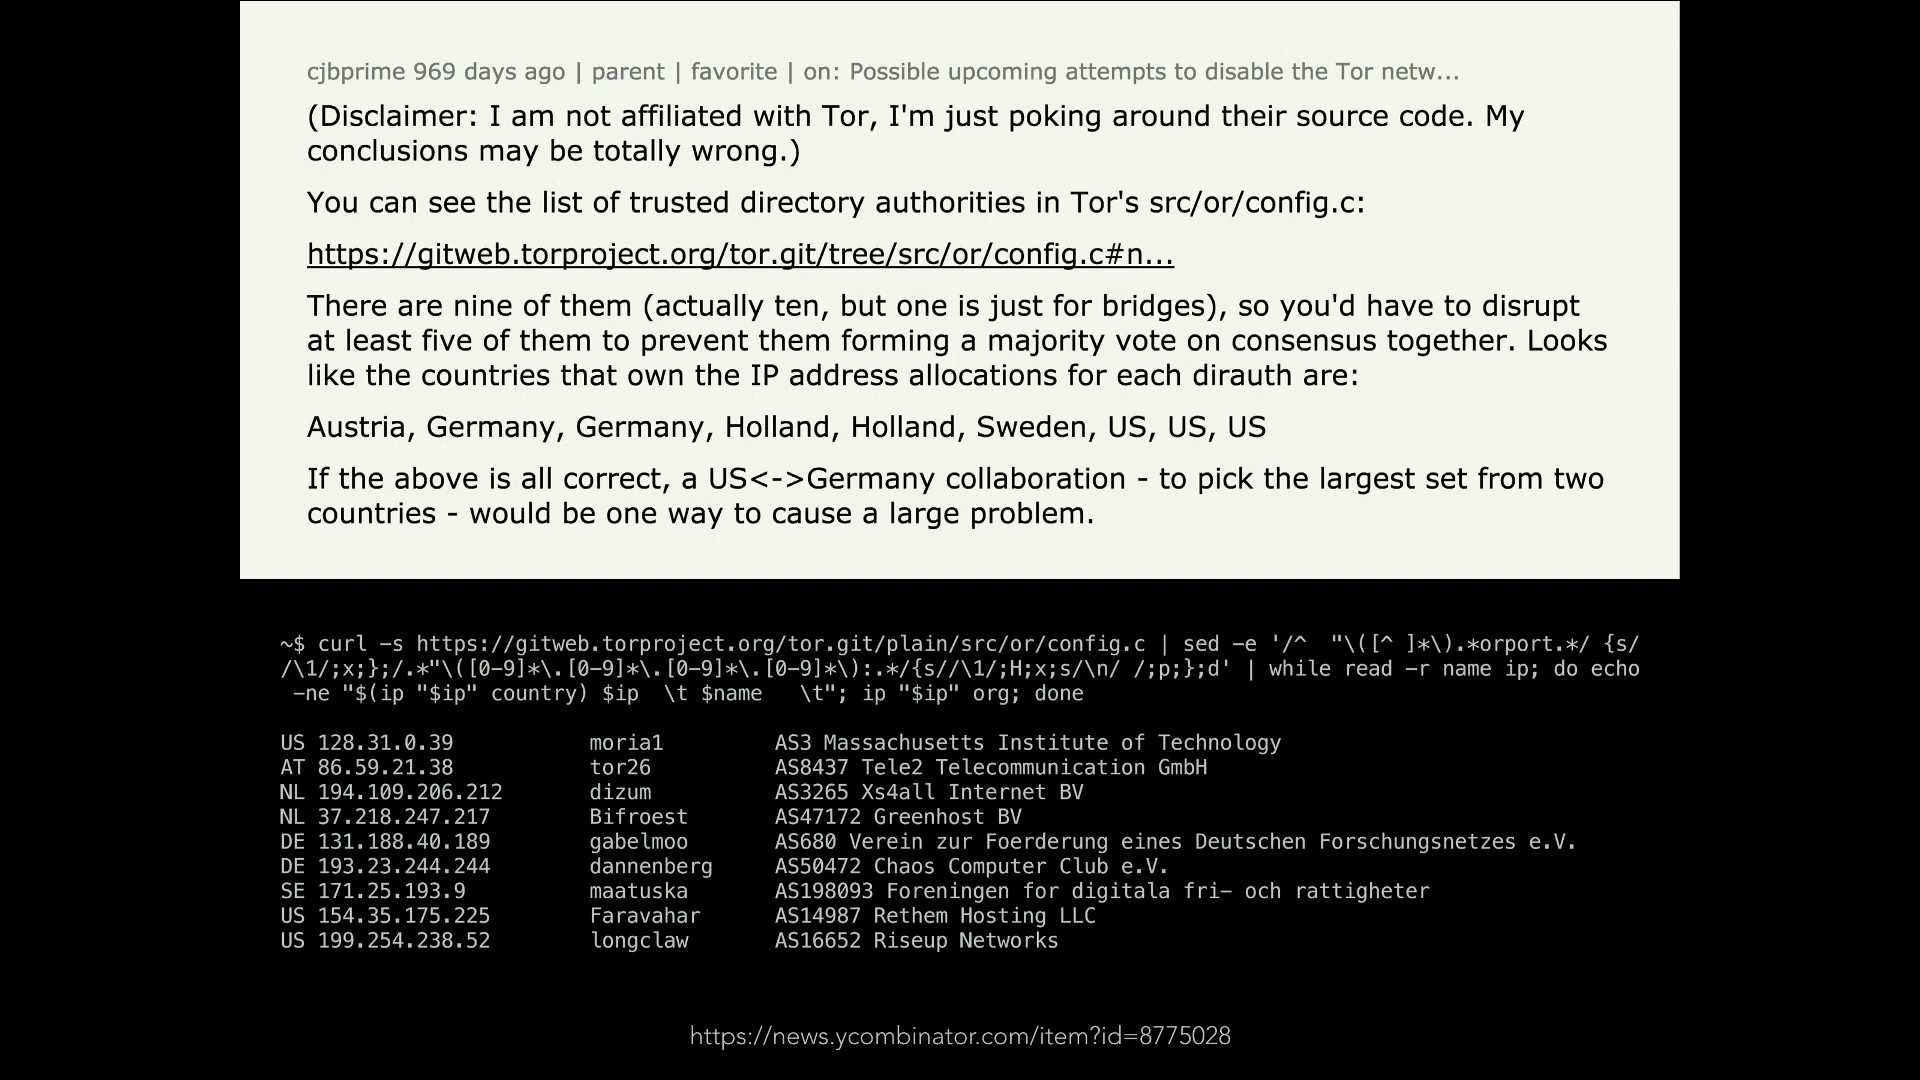 cjbprime 969 days ago | parent | favorite | on: Possible upcoming attempts to disable the Tor netw...
(Disclaimer: I am not affiliated with Tor, I'm just poking around their source code. My
conclusions may be totally wrong.)
You can see the list of trusted directory authorities in Tor's src/or/config.c:
https://gitweb.torproject.org/tor.git/tree/src/or/config.c#n...
There are nine of them (actually ten, but one is just for bridges), so you'd have to disrupt
at least five of them to prevent them forming a majority vote on consensus together. Looks
like the countries that own the IP address allocations for each dirauth are:
Austria, Germany, Germany, Holland, Holland, Sweden, US, US, US
If the above is all correct, a US<->Germany collaboration - to pick the largest set from two
countries - would be one way to cause a large problem.
~$ curl -s https://gitweb.torproject.org/tor.git/plain/src/or/config.c | sed -e '/^  "\([^ ]*\).*orport.*/ {s/
/\1/;x;};/.*"\([0-9]*\.[0-9]*\.[0-9]*\.[0-9]*\):.*/{s//\1/;H;x;s/\n/ /;p;};d' | while read -r name ip; do echo
-ne "$(ip "$ip" country) $ip  \t $name   \t"; ip "$ip" org; done
US 128.31.0.39 moria1 AS3 Massachusetts Institute of Technology
AT 86.59.21.38 tor26 AS8437 Tele2 Telecommunication GmbH
NL 194.109.206.212 dizum AS3265 Xs4all Internet BV
NL 37.218.247.217 Bifroest AS47172 Greenhost BV
DE 131.188.40.189 gabelmoo AS680 Verein zur Foerderung eines Deutschen Forschungsnetzes e.V.
DE 193.23.244.244 dannenberg AS50472 Chaos Computer Club e.V.
SE 171.25.193.9 maatuska AS198093 Foreningen for digitala fri- och rattigheter
US 154.35.175.225 Faravahar AS14987 Rethem Hosting LLC
US 199.254.238.52 longclaw AS16652 Riseup Networks
https://news.ycombinator.com/item?id=8775028